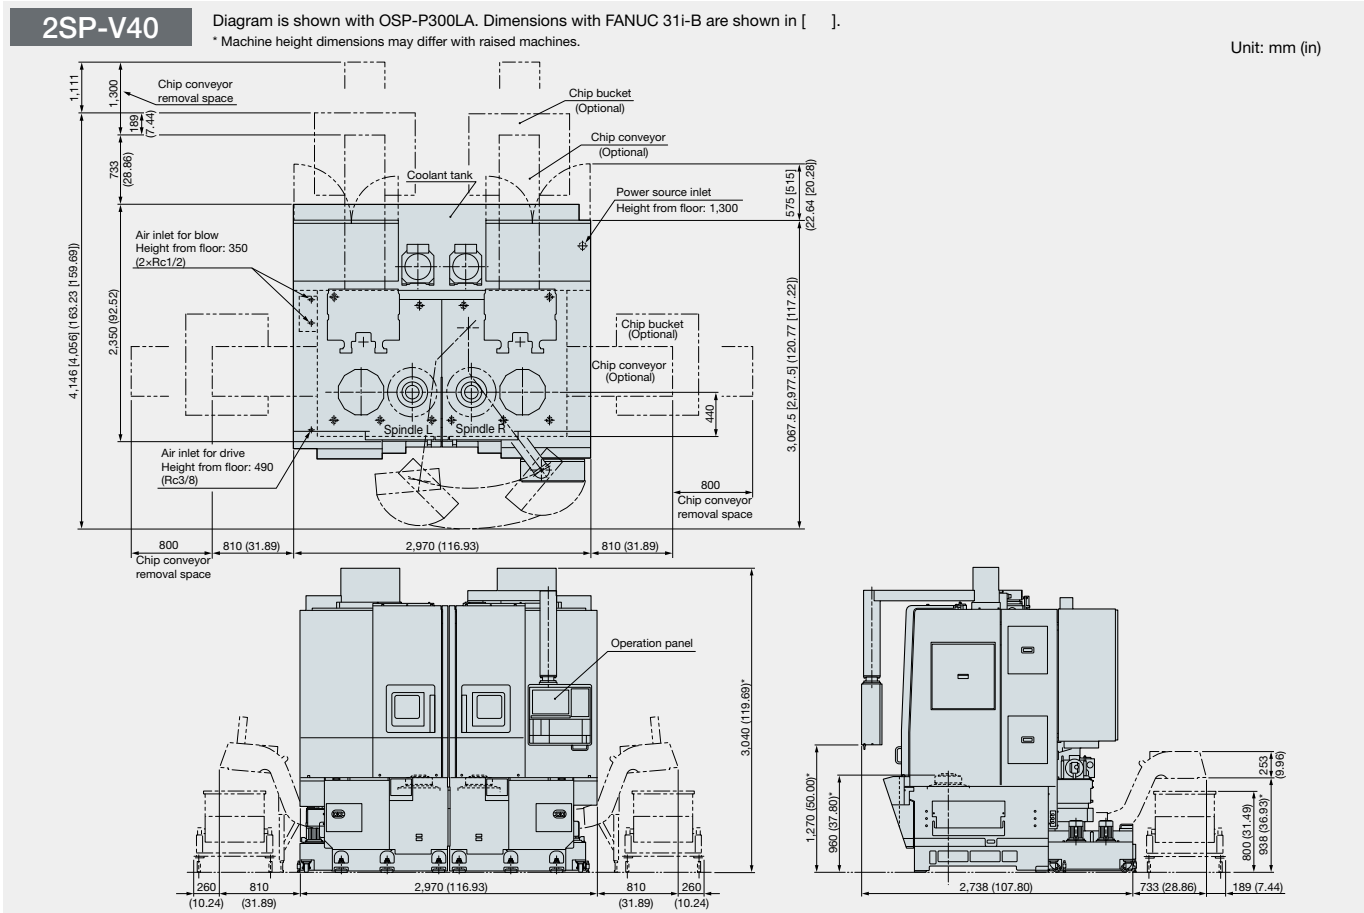 2SP-V40
Diagram is shown with OSP-P300LA. Dimensions with FANUC 31i-B are shown in [ ].
* Machine height dimensions may differ with raised machines.
Unit: mm (in)
1,111
1,300
Chip conveyor
removal space
189
(7.44)
733
(28.86)
Chip bucket
(Optional)
Chip conveyor
(Optional)
Coolant tank
Power source inlet
Height from floor: 1,300
575 [515]
(22.64 [20.28])
Air inlet for blow
Height from floor: 350
(2×Rc1/2)
4,146 [4,056] (163.23 [159.69])
2,350 (92.52)
Chip bucket
(Optional)
Chip conveyor
(Optional)
440
3,067.5 [2,977.5] (120.77 [117.22])
Spindle L
Spindle R
Air inlet for drive
Height from floor: 490
(Rc3/8)
800
Chip conveyor
removal space
800
Chip conveyor
removal space
810 (31.89)
2,970 (116.93)
810 (31.89)
Operation panel
3,040 (119.69)*
260
(10.24)
810
(31.89)
2,970 (116.93)
810
(31.89)
260
(10.24)
1,270 (50.00)*
960 (37.80)*
253
(9.96)
800 (31.49)
938 (36.93)*
2,738 (107.80)
733 (28.86)
189 (7.44)